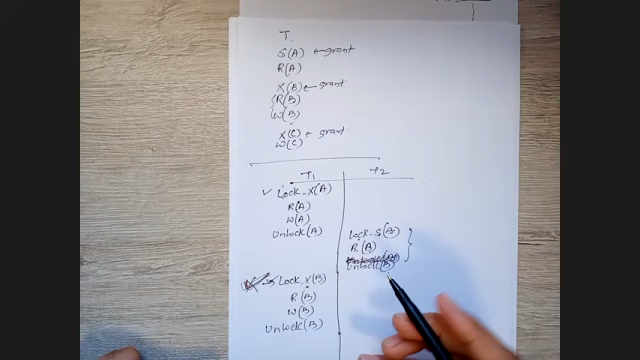 T.
S(A) ← grant
R(A)
X(B) ← grant
R(B)
W(B)
X(C) ← grant
W(C)
T1 T2
✓ Lock-X(A)
R(A)
W(A)
Unlock(A)
Lock-S(B)
R(A)
Unlock(B)
Lock-X(B)
R(B)
W(B)
Unlock(B)